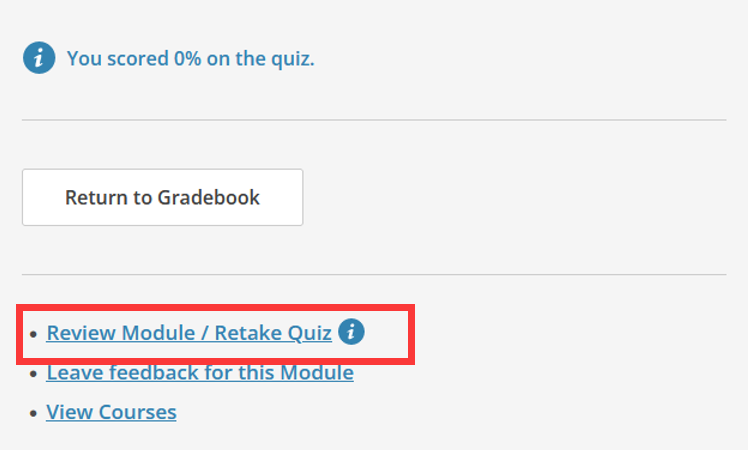 You scored 0% on the quiz.
Return to Gradebook
Review Module / Retake Quiz
Leave feedback for this Module
View Courses